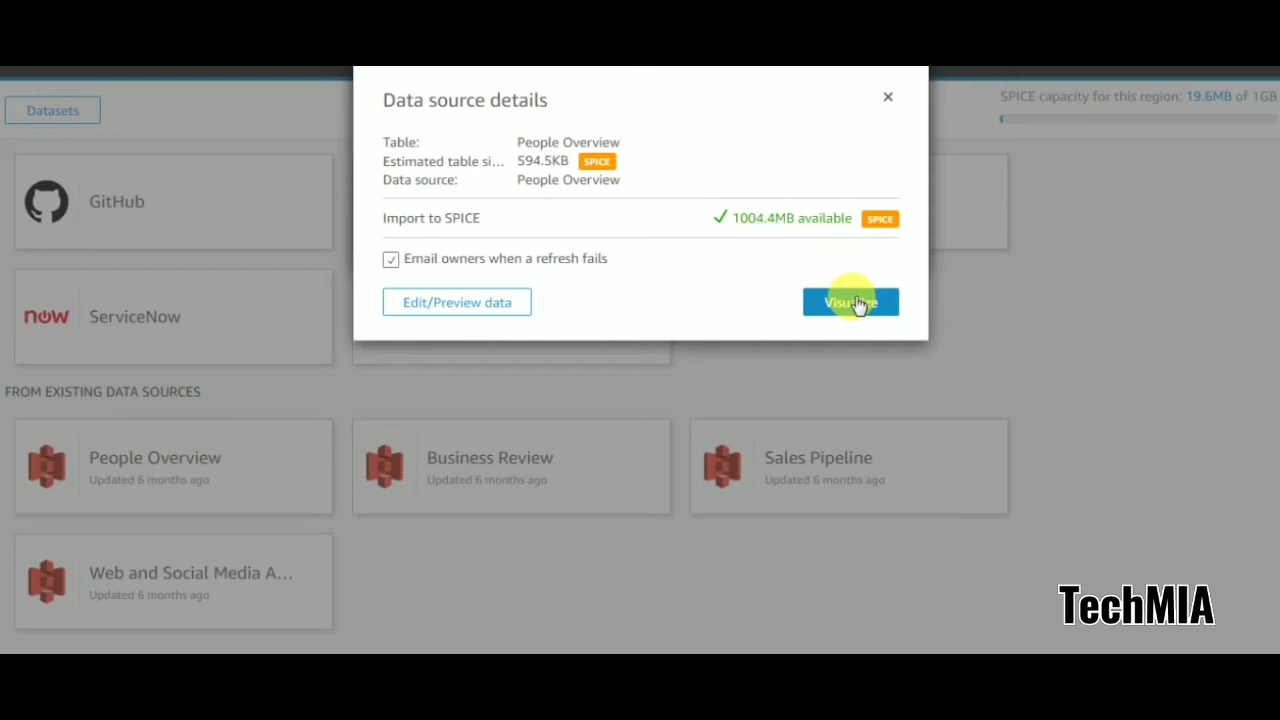 Data source details
Datasets
SPICE capacity for this region: 19.6MB of 1GB
Table: People Overview
Estimated table si... 594.5KB SPICE
Data source: People Overview
Import to SPICE 1004.4MB available SPICE
Email owners when a refresh fails
Edit/Preview data Visualize
GitHub
now ServiceNow
FROM EXISTING DATA SOURCES
People Overview
Updated 6 months ago
Business Review
Updated 6 months ago
Sales Pipeline
Updated 6 months ago
Web and Social Media A...
Updated 6 months ago
TechMIA